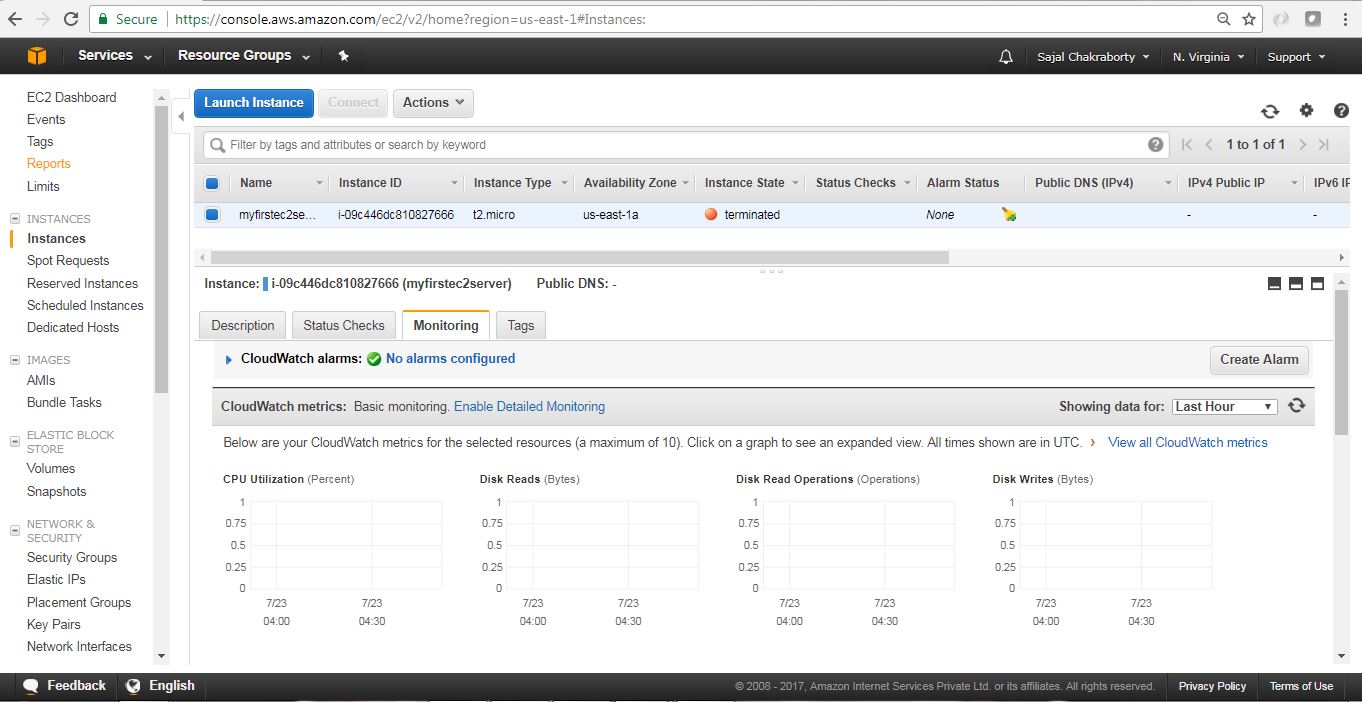 Secure https://console.aws.amazon.com/ec2/v2/home?region=us-east-1#Instances:
Services Resource Groups Sajal Chakraborty N. Virginia Support
EC2 Dashboard
Events
Tags
Reports
Limits
INSTANCES
Instances
Spot Requests
Reserved Instances
Scheduled Instances
Dedicated Hosts
IMAGES
AMIs
Bundle Tasks
ELASTIC BLOCK
STORE
Volumes
Snapshots
NETWORK &
SECURITY
Security Groups
Elastic IPs
Placement Groups
Key Pairs
Network Interfaces
Launch Instance Connect Actions
Filter by tags and attributes or search by keyword 1 to 1 of 1
Name Instance ID Instance Type Availability Zone Instance State Status Checks Alarm Status Public DNS (IPv4) IPv4 Public IP IPv6 IP
myfirstec2se... i-09c446dc810827666 t2.micro us-east-1a terminated None - -
Instance: i-09c446dc810827666 (myfirstec2server) Public DNS: -
Description Status Checks Monitoring Tags
CloudWatch alarms: No alarms configured Create Alarm
CloudWatch metrics: Basic monitoring. Enable Detailed Monitoring Showing data for: Last Hour
Below are your CloudWatch metrics for the selected resources (a maximum of 10). Click on a graph to see an expanded view. All times shown are in UTC. › View all CloudWatch metrics
CPU Utilization (Percent) Disk Reads (Bytes) Disk Read Operations (Operations) Disk Writes (Bytes)
1 1 1 1
0.75 0.75 0.75 0.75
0.5 0.5 0.5 0.5
0.25 0.25 0.25 0.25
0 0 0 0
7/23 7/23 7/23 7/23 7/23 7/23 7/23 7/23
04:00 04:30 04:00 04:30 04:00 04:30 04:00 04:30
Feedback English © 2008 - 2017, Amazon Internet Services Private Ltd. or its affiliates. All rights reserved. Privacy Policy Terms of Use